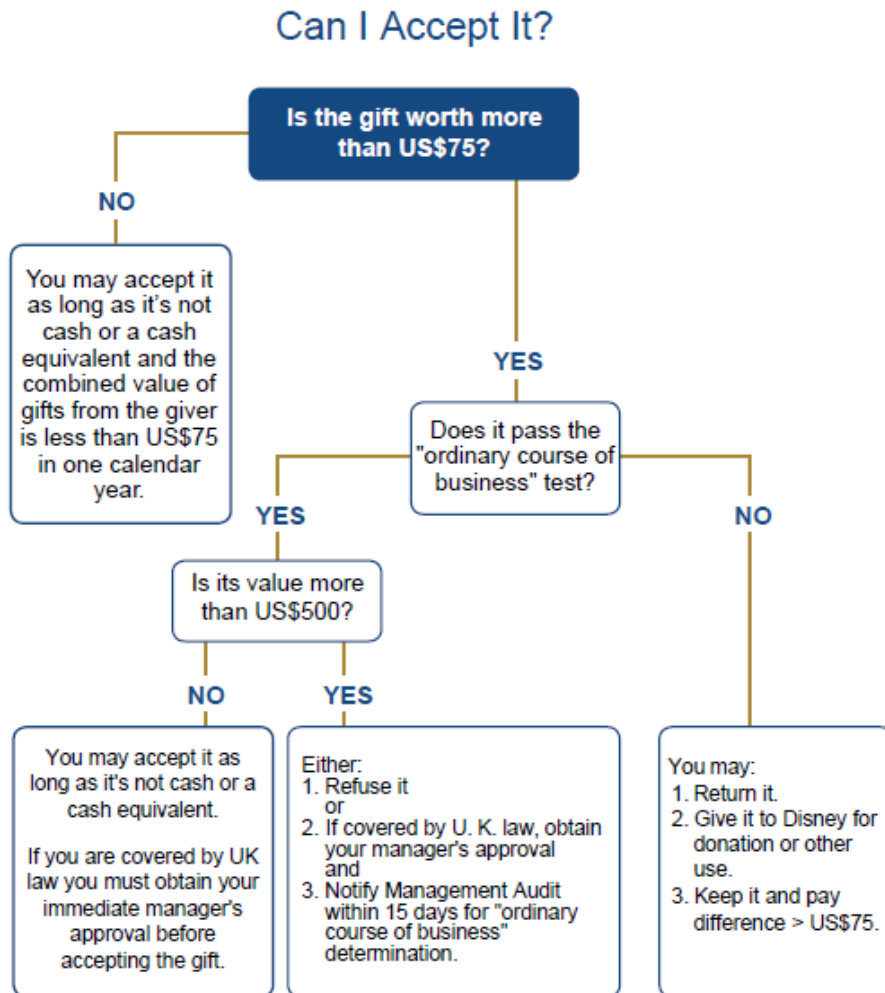 Can I Accept It?
Is the gift worth more
than US$75?
NO
You may accept it
as long as it's not
cash or a cash
equivalent and the
combined value of
gifts from the giver
is less than US$75
in one calendar
year.
YES
Does it pass the
"ordinary course of
business" test?
YES
NO
Is its value more
than US$500?
NO
YES
You may accept it as
long as it's not cash or a
cash equivalent.
If you are covered by UK
law you must obtain your
immediate manager's
approval before
accepting the gift.
Either:
1. Refuse it
or
2. If covered by U. K. law, obtain
your manager's approval
and
3. Notify Management Audit
within 15 days for "ordinary
course of business"
determination.
You may:
1. Return it.
2. Give it to Disney for
donation or other
use.
3. Keep it and pay
difference > US$75.